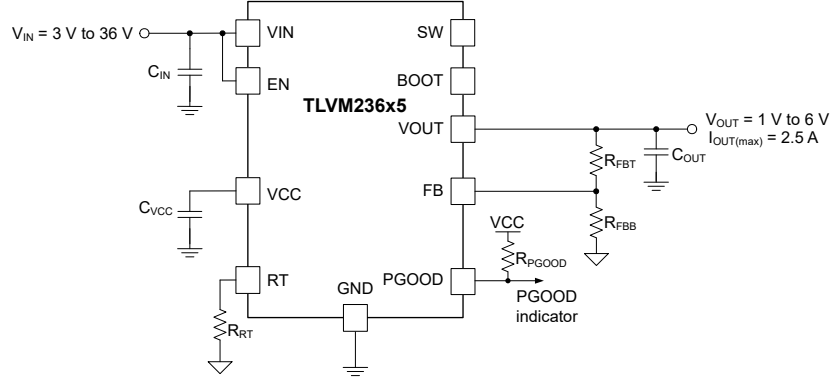 V_IN = 3 V to 36 V
C_IN
VIN
EN
TLVM236x5
SW
BOOT
VOUT
V_OUT = 1 V to 6 V
I_OUT(max) = 2.5 A
R_FBT
C_OUT
C_VCC
VCC
FB
R_FBB
VCC
R_PGOOD
RT
GND
PGOOD
PGOOD
indicator
R_RT